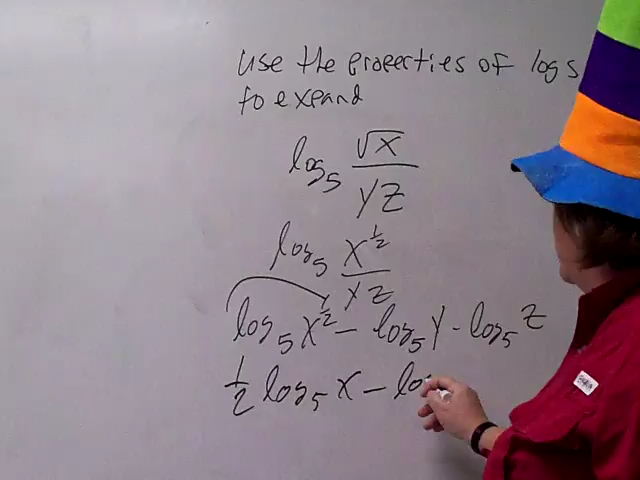 Use the properties of logs
to expand
log₅ √x / yz
log₅ x^½ / yz
log₅ x^½ - log₅ y - log₅ z
½ log₅ x - lo